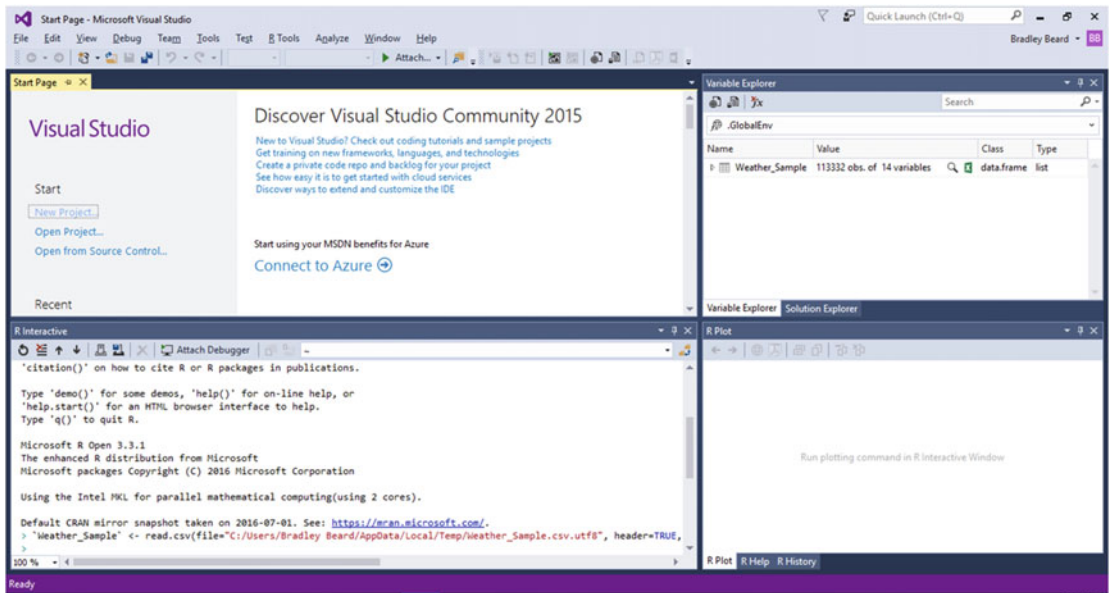 Start Page - Microsoft Visual Studio
Quick Launch (Ctrl+Q)
File Edit View Debug Team Tools Test R Tools Analyze Window Help
Bradley Beard
BB
Attach...
Start Page
Visual Studio
Start
New Project...
Open Project...
Open from Source Control...
Recent
Discover Visual Studio Community 2015
New to Visual Studio? Check out coding tutorials and sample projects
Get training on new frameworks, languages, and technologies
Create a private code repo and backlog for your project
See how easy it is to get started with cloud services
Discover ways to extend and customize the IDE
Start using your MSDN benefits for Azure
Connect to Azure
Variable Explorer
Search
.GlobalEnv
Name Value Class Type
Weather_Sample 113332 obs. of 14 variables data.frame list
Variable Explorer Solution Explorer
R Interactive
Attach Debugger
~
'citation()' on how to cite R or R packages in publications.
Type 'demo()' for some demos, 'help()' for on-line help, or
'help.start()' for an HTML browser interface to help.
Type 'q()' to quit R.
Microsoft R Open 3.3.1
The enhanced R distribution from Microsoft
Microsoft packages Copyright (C) 2016 Microsoft Corporation
Using the Intel MKL for parallel mathematical computing(using 2 cores).
Default CRAN mirror snapshot taken on 2016-07-01. See: https://mran.microsoft.com/.
> `Weather_Sample` <- read.csv(file="C:/Users/Bradley Beard/AppData/Local/Temp/Weather_Sample.csv.utf8", header=TRUE,
>
100 %
R Plot
Run plotting command in R Interactive Window
R Plot R Help R History
Ready